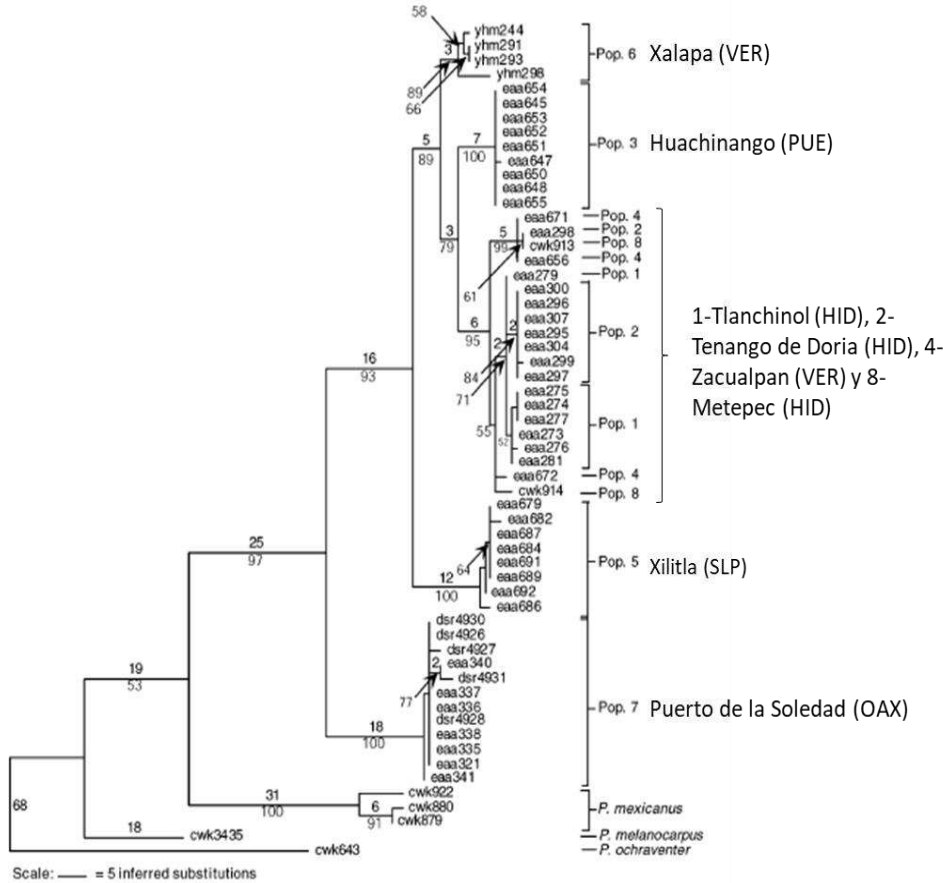 58
yhm244
yhm291
3
yhm293
Pop. 6 Xalapa (VER)
yhm298
89
66
eaa654
eaa645
eaa653
eaa652
5
7
eaa651
Pop. 3 Huachinango (PUE)
89
100
eaa647
eaa650
eaa648
eaa655
eaa671
Pop. 4
eaa298
Pop. 2
3
5
cwk913
Pop. 8
79
99
eaa656
Pop. 4
eaa279
Pop. 1
61
eaa300
eaa296
eaa307
6
2
eaa295
Pop. 2
95
2
eaa304
eaa299
84
eaa297
71
1-Tlanchinol (HID), 2-
Tenango de Doria (HID), 4-
Zacualpan (VER) y 8-
Metepec (HID)
16
93
eaa275
eaa274
eaa277
Pop. 1
55
52
eaa273
eaa276
eaa281
eaa672
Pop. 4
cwk914
Pop. 8
eaa679
eaa682
eaa687
25
eaa684
97
eaa691
Pop. 5 Xilitla (SLP)
64
12
eaa689
100
eaa692
eaa686
dsr4930
dsr4926
dsr4927
2
eaa340
19
dsr4931
53
77
eaa337
eaa336
Pop. 7 Puerto de la Soledad (OAX)
dsr4928
18
eaa338
100
eaa335
eaa321
eaa341
31
cwk922
100
6
cwk880
P. mexicanus
91
cwk879
68
18
cwk3435
P. melanocarpus
cwk643
P. ochraventer
Scale: = 5 inferred substitutions